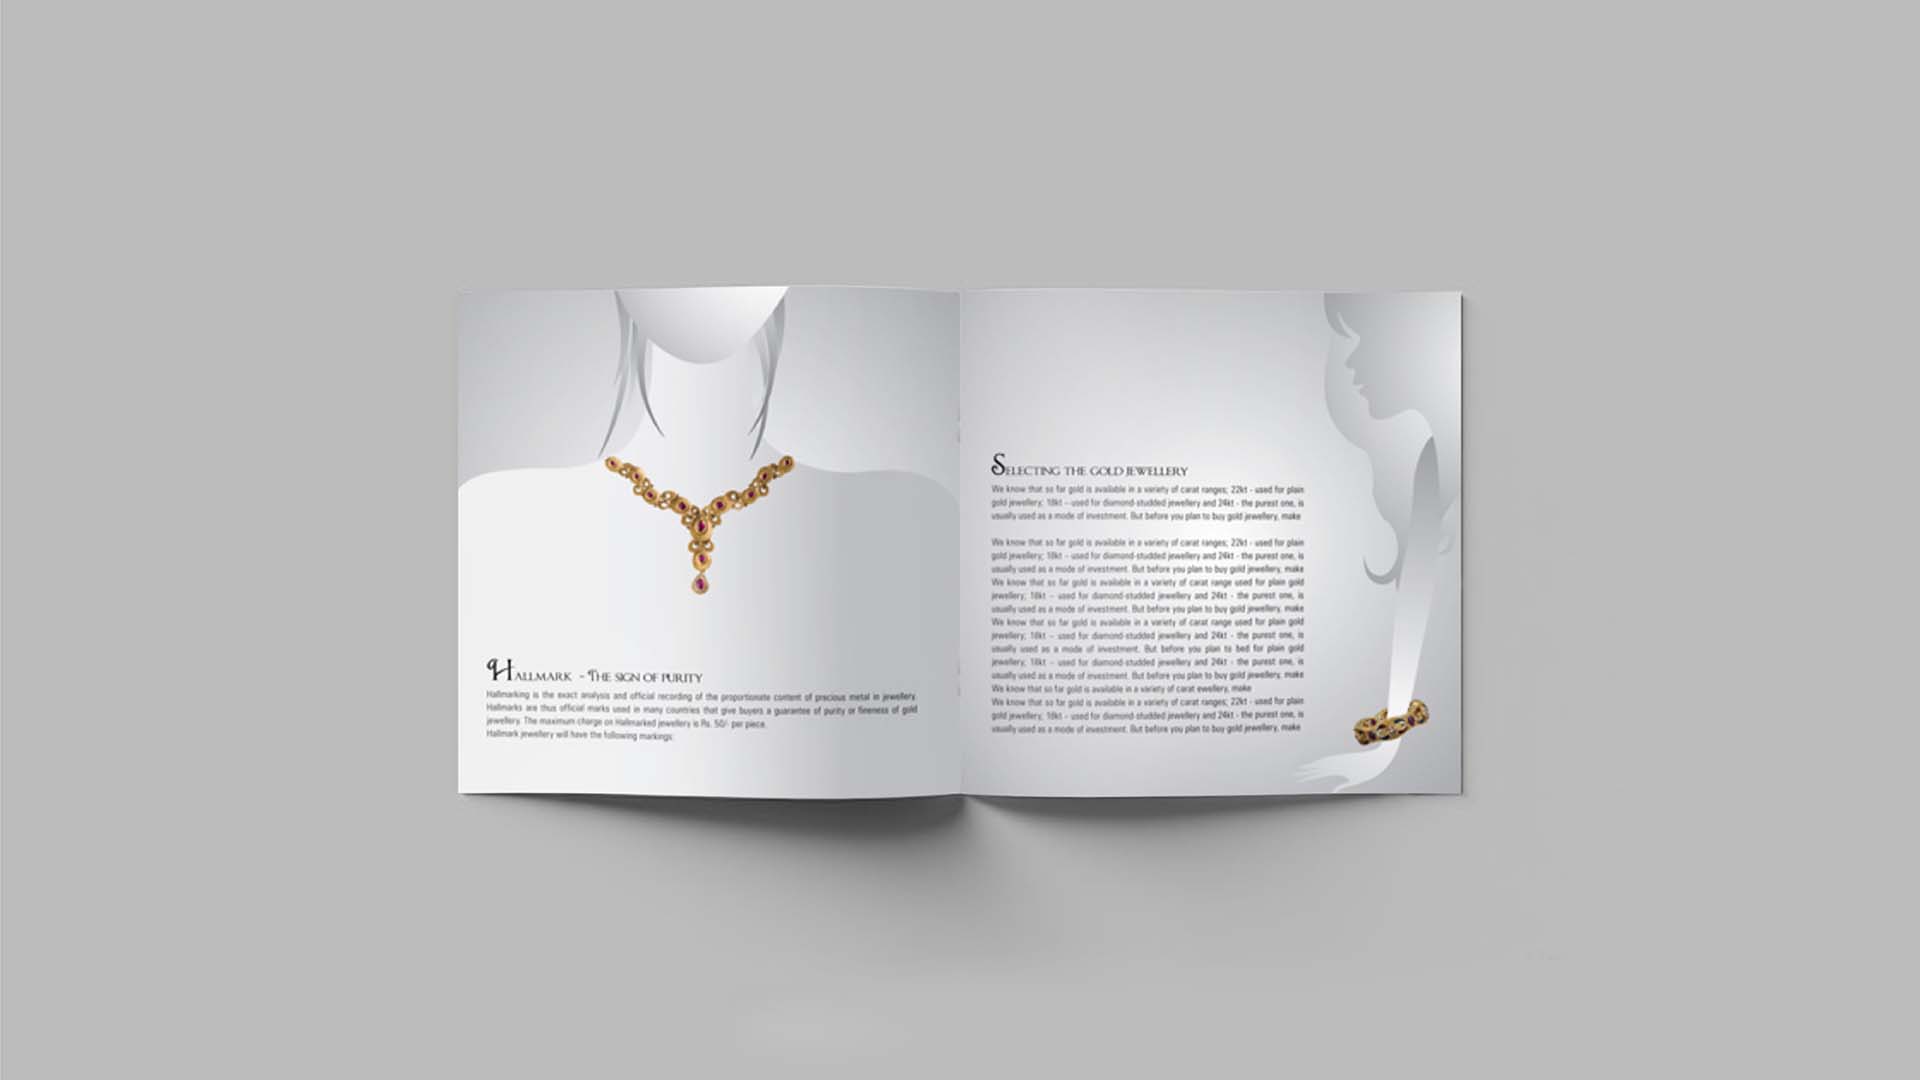 HALLMARK - THE SIGN OF PURITY
Hallmarking is the exact analysis and official recording of the proportionate content of precious metal in jewellery.
Hallmarks are thus official marks used in many countries that give buyers a guarantee of purity or fineness of gold
jewellery. The maximum charge on Hallmarked jewellery is Rs. 50/- per piece.
Hallmark jewellery will have the following markings:
SELECTING THE GOLD JEWELLERY
We know that so far gold is available in a variety of carat ranges; 22kt - used for plain
gold jewellery; 18kt – used for diamond-studded jewellery and 24kt - the purest one, is
usually used as a mode of investment. But before you plan to buy gold jewellery, make
We know that so far gold is available in a variety of carat ranges; 22kt - used for plain
gold jewellery; 18kt – used for diamond-studded jewellery and 24kt - the purest one, is
usually used as a mode of investment. But before you plan to buy gold jewellery, make
We know that so far gold is available in a variety of carat range used for plain gold
jewellery; 18kt – used for diamond-studded jewellery and 24kt - the purest one, is
usually used as a mode of investment. But before you plan to buy gold jewellery, make
We know that so far gold is available in a variety of carat range used for plain gold
jewellery; 18kt – used for diamond-studded jewellery and 24kt - the purest one, is
usually used as a mode of investment. But before you plan to bed for plain gold
jewellery; 18kt – used for diamond-studded jewellery and 24kt - the purest one, is
usually used as a mode of investment. But before you plan to buy gold jewellery, make
We know that so far gold is available in a variety of carat ewellery, make
We know that so far gold is available in a variety of carat ranges; 22kt - used for plain
gold jewellery; 18kt – used for diamond-studded jewellery and 24kt - the purest one, is
usually used as a mode of investment. But before you plan to buy gold jewellery, make